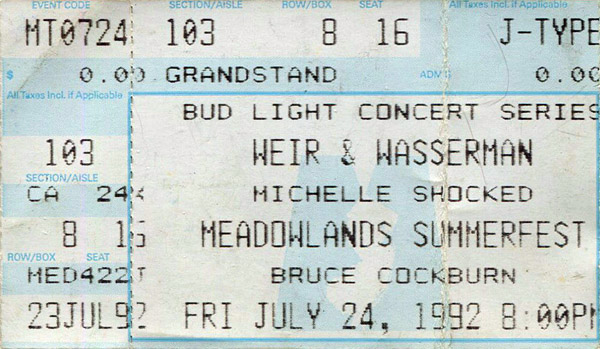 EVENT CODE SECTION/AISLE ROW/BOX SEAT All Taxes Incl. if Applicable
MT0724 103 8 16 J-TYPE
$ 0.00 GRANDSTAND ADM$ 0.00
All Taxes Incl. if Applicable
BUD LIGHT CONCERT SERIES
103 WEIR & WASSERMAN
SECTION/AISLE
CA 24X MICHELLE SHOCKED
8 16 MEADOWLANDS SUMMERFEST
ROW/BOX SEAT
BRUCE COCKBURN
23JUL92 FRI JULY 24, 1992 8:00PM